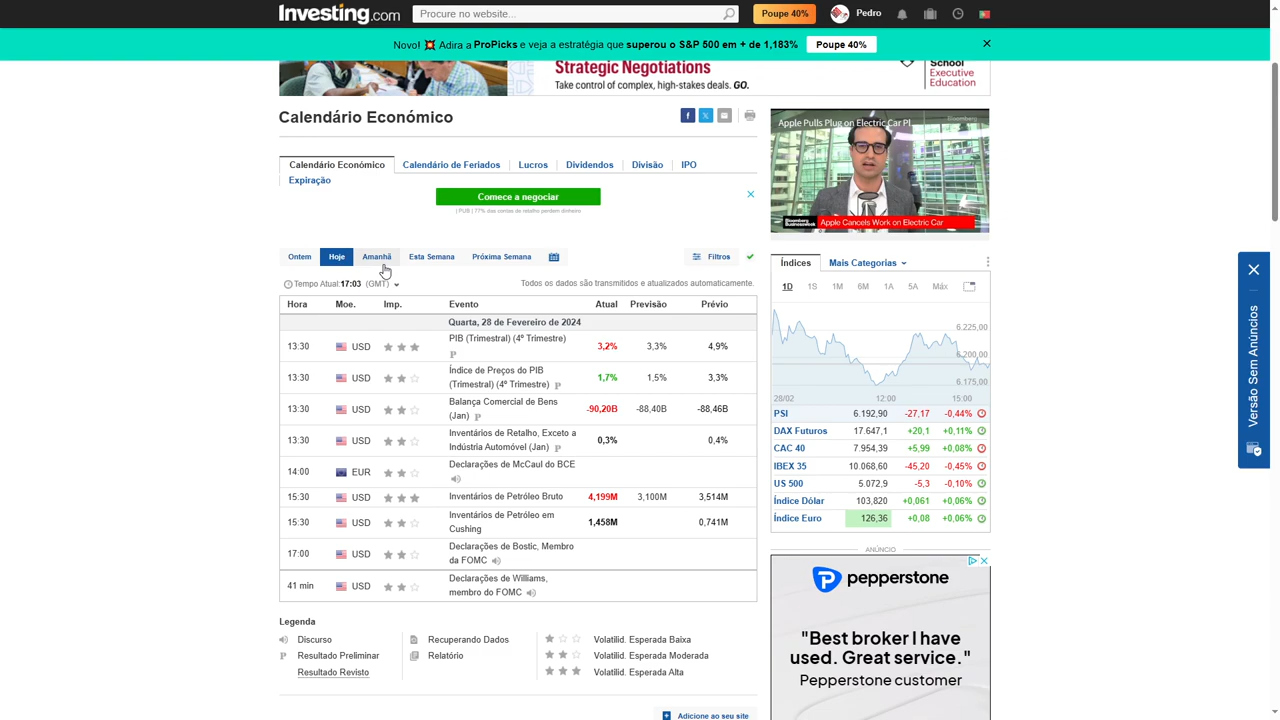 Investing.com
Procure no website...
Poupe 40%
Pedro
Novo! 💥 Adira a ProPicks e veja a estratégia que superou o S&P 500 em + de 1,183%
Poupe 40%
Strategic Negotiations
Take control of complex, high-stakes deals. GO.
School
Executive
Education
Calendário Económico
Calendário Económico
Calendário de Feriados
Lucros
Dividendos
Divisão
IPO
Expiração
Comece a negociar
| PUB | 77% das contas de retalho perdem dinheiro
Ontem
Hoje
Amanhã
Esta Semana
Próxima Semana
Filtros
Tempo Atual:17:03 (GMT)
Todos os dados são transmitidos e atualizados automaticamente.
Hora Moe. Imp. Evento Atual Previsão Prévio
Quarta, 28 de Fevereiro de 2024
13:30 USD PIB (Trimestral) (4º Trimestre) P 3,2% 3,3% 4,9%
13:30 USD Índice de Preços do PIB
(Trimestral) (4º Trimestre) P 1,7% 1,5% 3,3%
13:30 USD Balança Comercial de Bens
(Jan) P -90,20B -88,40B -88,46B
13:30 USD Inventários de Retalho, Exceto a
Indústria Automóvel (Jan) P 0,3% 0,4%
14:00 EUR Declarações de McCaul do BCE
15:30 USD Inventários de Petróleo Bruto 4,199M 3,100M 3,514M
15:30 USD Inventários de Petróleo em
Cushing 1,458M 0,741M
17:00 USD Declarações de Bostic, Membro
da FOMC
41 min USD Declarações de Williams,
membro do FOMC
Legenda
Discurso
Recuperando Dados
Volatilid. Esperada Baixa
P Resultado Preliminar
Relatório
Volatilid. Esperada Moderada
Resultado Revisto
Volatilid. Esperada Alta
Adicione ao seu site
Apple Pulls Plug on Electric Car Pl
Bloomberg
Bloomberg
Businessweek
Apple Cancels Work on Electric Car
Índices
Mais Categorias
1D 1S 1M 6M 1A 5A Máx
6.225,00
6.200,00
6.175,00
28/02 12:00 15:00
PSI 6.192,90 -27,17 -0,44%
DAX Futuros 17.647,1 +20,1 +0,11%
CAC 40 7.954,39 +5,99 +0,08%
IBEX 35 10.068,60 -45,20 -0,45%
US 500 5.072,9 -5,3 -0,10%
Índice Dólar 103,820 +0,061 +0,06%
Índice Euro 126,36 +0,08 +0,06%
ANÚNCIO
pepperstone
"Best broker I have
used. Great service."
Pepperstone customer
Versão Sem Anúncios